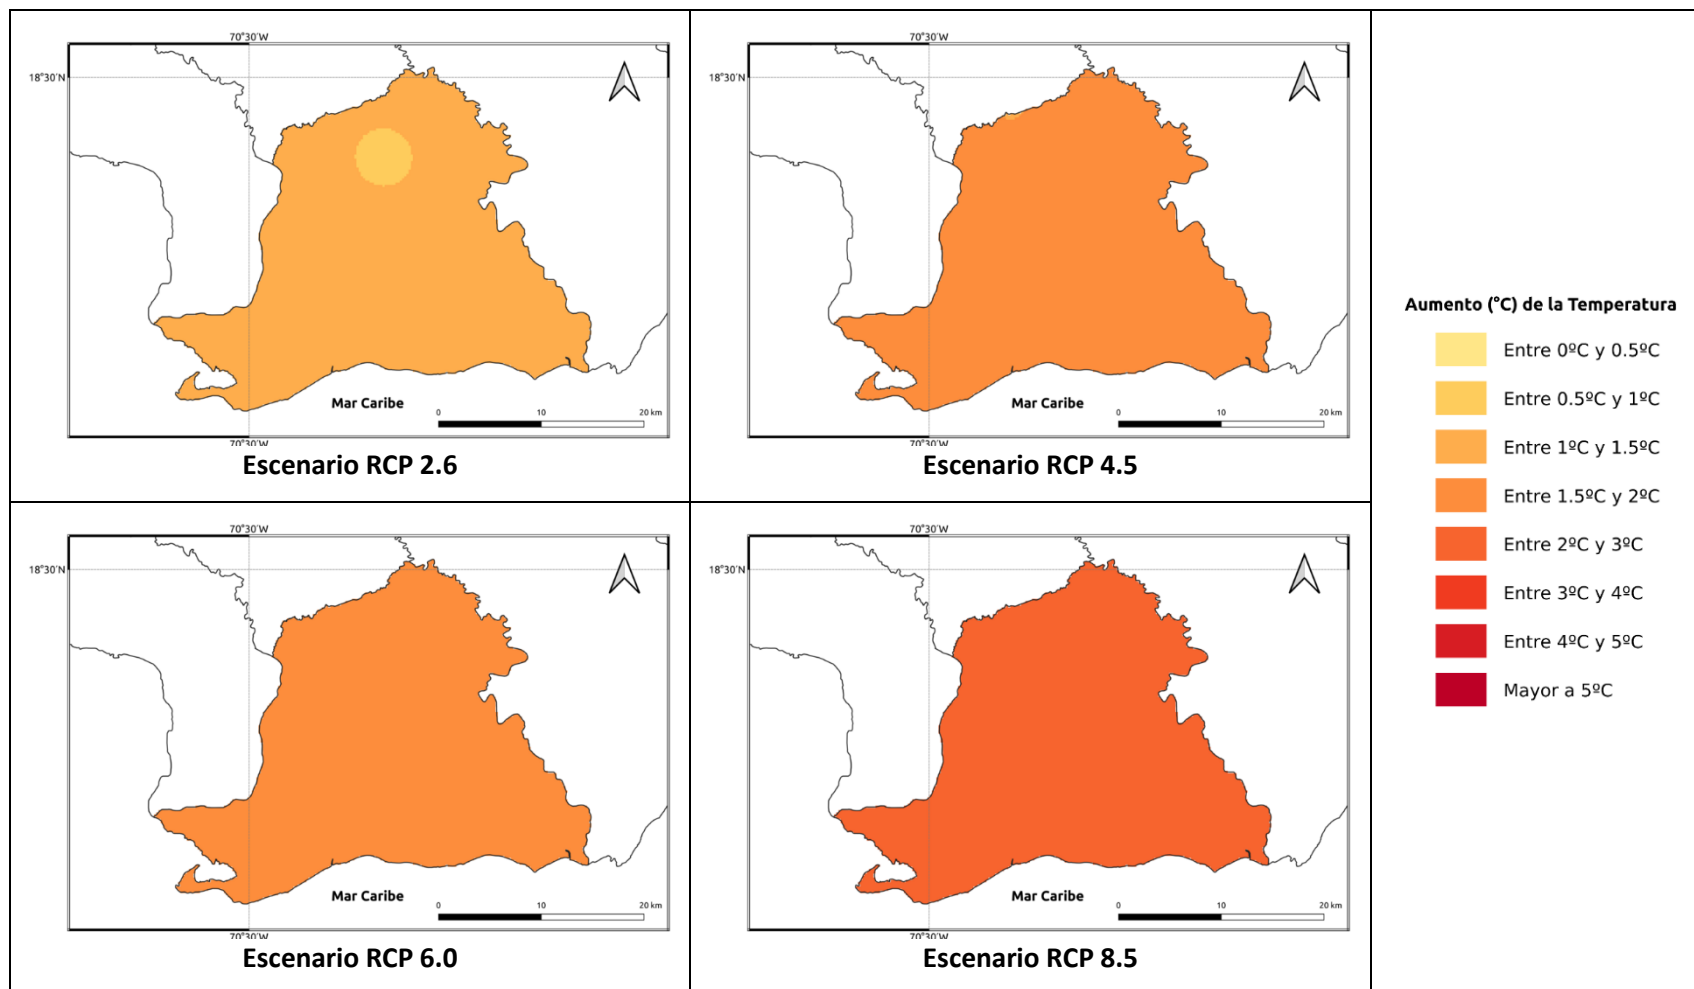 70°30'W
18°30'N
Mar Caribe
0 10 20 km
70°30'W
Escenario RCP 2.6
70°30'W
18°30'N
Mar Caribe
0 10 20 km
70°30'W
Escenario RCP 4.5
70°30'W
18°30'N
Mar Caribe
0 10 20 km
70°30'W
Escenario RCP 6.0
70°30'W
18°30'N
Mar Caribe
0 10 20 km
70°30'W
Escenario RCP 8.5
Aumento (°C) de la Temperatura
Entre 0ºC y 0.5ºC
Entre 0.5ºC y 1ºC
Entre 1ºC y 1.5ºC
Entre 1.5ºC y 2ºC
Entre 2ºC y 3ºC
Entre 3ºC y 4ºC
Entre 4ºC y 5ºC
Mayor a 5ºC